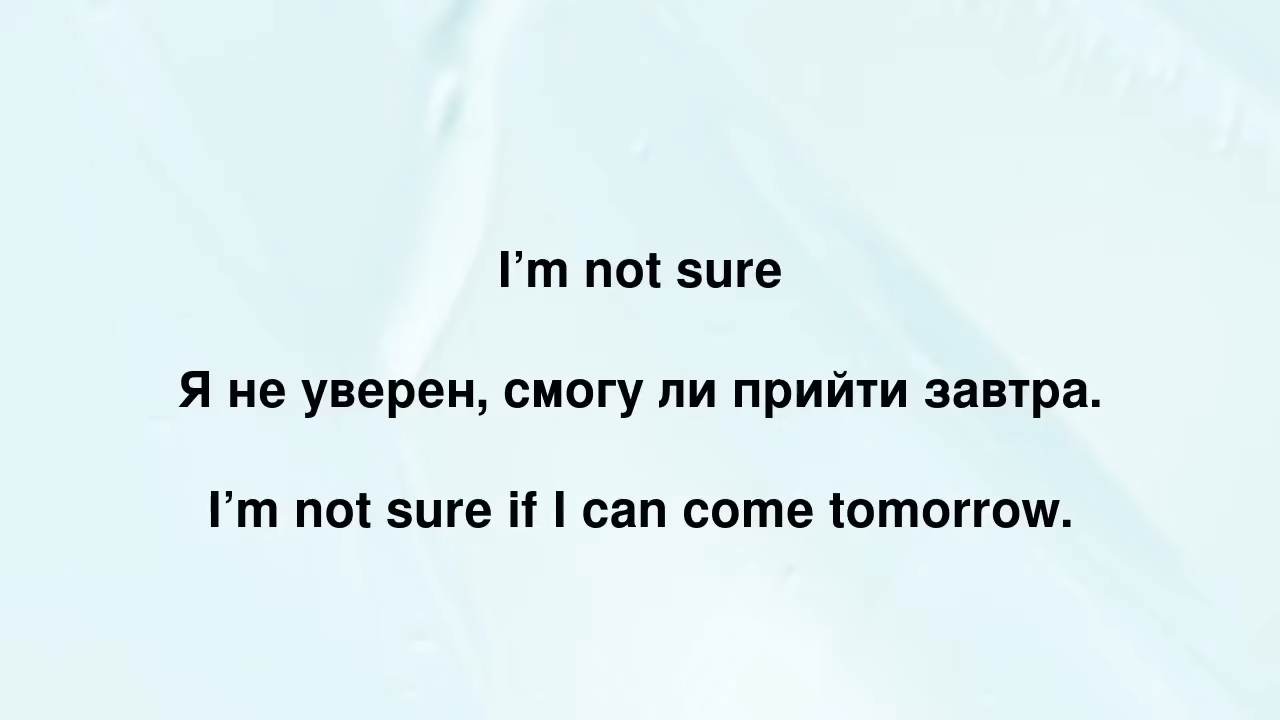 I’m not sure
Я не уверен, смогу ли прийти завтра.
I’m not sure if I can come tomorrow.